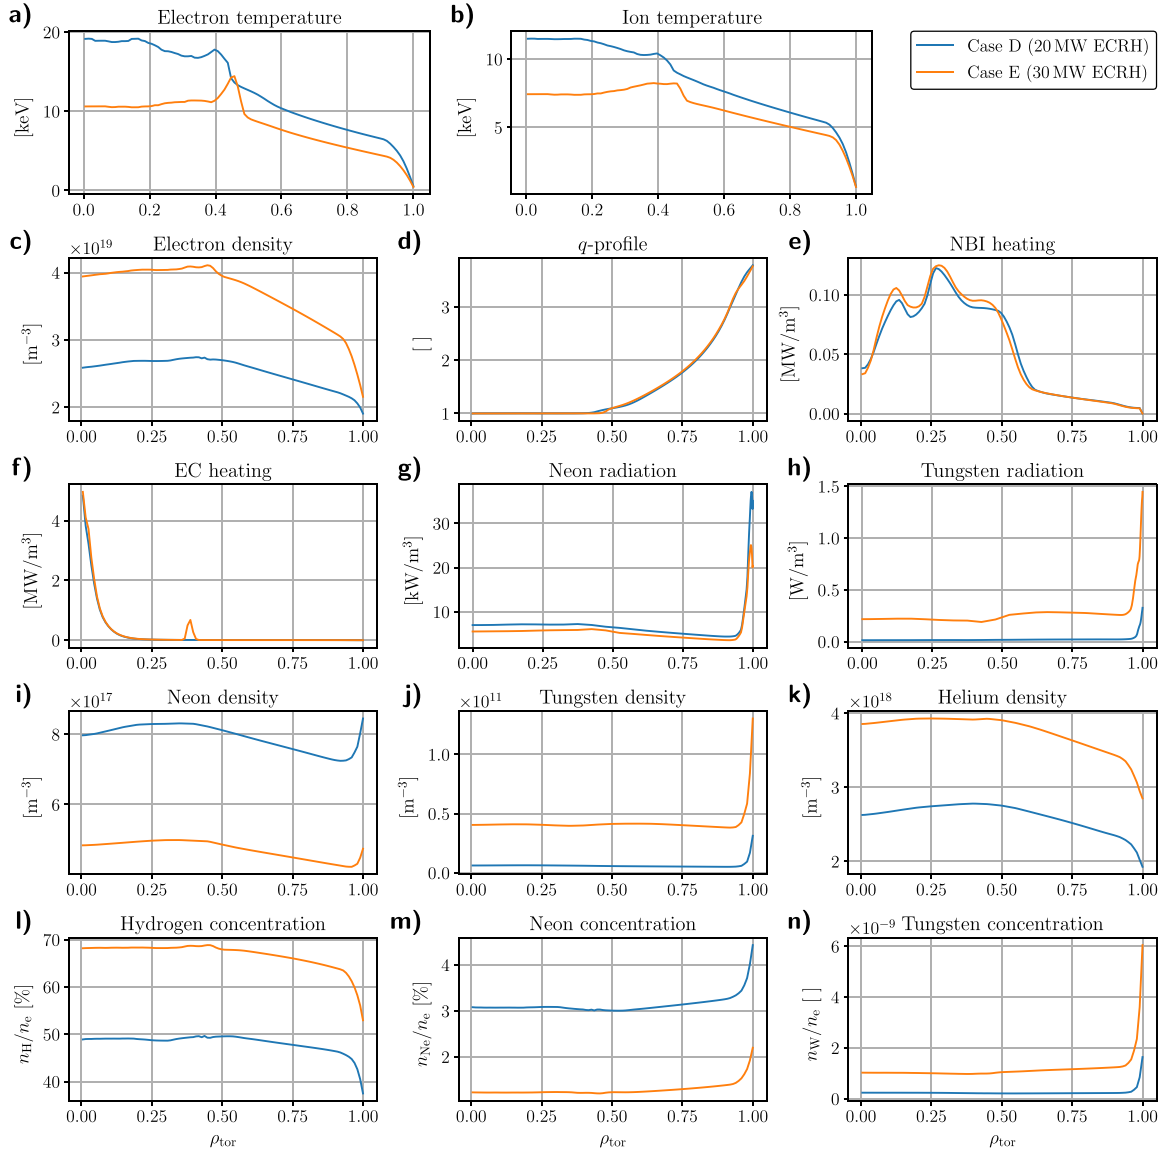 a) Electron temperature
[keV]
20
10
0
0.0 0.2 0.4 0.6 0.8 1.0
b) Ion temperature
[keV]
10
5
0.0 0.2 0.4 0.6 0.8 1.0
Case D (20 MW ECRH)
Case E (30 MW ECRH)
c) Electron density
×10¹⁹
[m⁻³]
4
3
2
0.00 0.25 0.50 0.75 1.00
d) q-profile
[ ]
3
2
1
0.00 0.25 0.50 0.75 1.00
e) NBI heating
[MW/m³]
0.10
0.05
0.00
0.00 0.25 0.50 0.75 1.00
f) EC heating
[MW/m³]
4
2
0
0.00 0.25 0.50 0.75 1.00
g) Neon radiation
[kW/m³]
30
20
10
0.00 0.25 0.50 0.75 1.00
h) Tungsten radiation
[W/m³]
1.5
1.0
0.5
0.0
0.00 0.25 0.50 0.75 1.00
i) Neon density
×10¹⁷
[m⁻³]
8
6
0.00 0.25 0.50 0.75 1.00
j) Tungsten density
×10¹¹
[m⁻³]
1.0
0.5
0.0
0.00 0.25 0.50 0.75 1.00
k) Helium density
×10¹⁸
[m⁻³]
4
3
2
0.00 0.25 0.50 0.75 1.00
l) Hydrogen concentration
n_H/n_e [%]
70
60
50
40
0.00 0.25 0.50 0.75 1.00
ρ_tor
m) Neon concentration
n_Ne/n_e [%]
4
3
2
0.00 0.25 0.50 0.75 1.00
ρ_tor
n) ×10⁻⁹ Tungsten concentration
n_W/n_e [ ]
6
4
2
0
0.00 0.25 0.50 0.75 1.00
ρ_tor